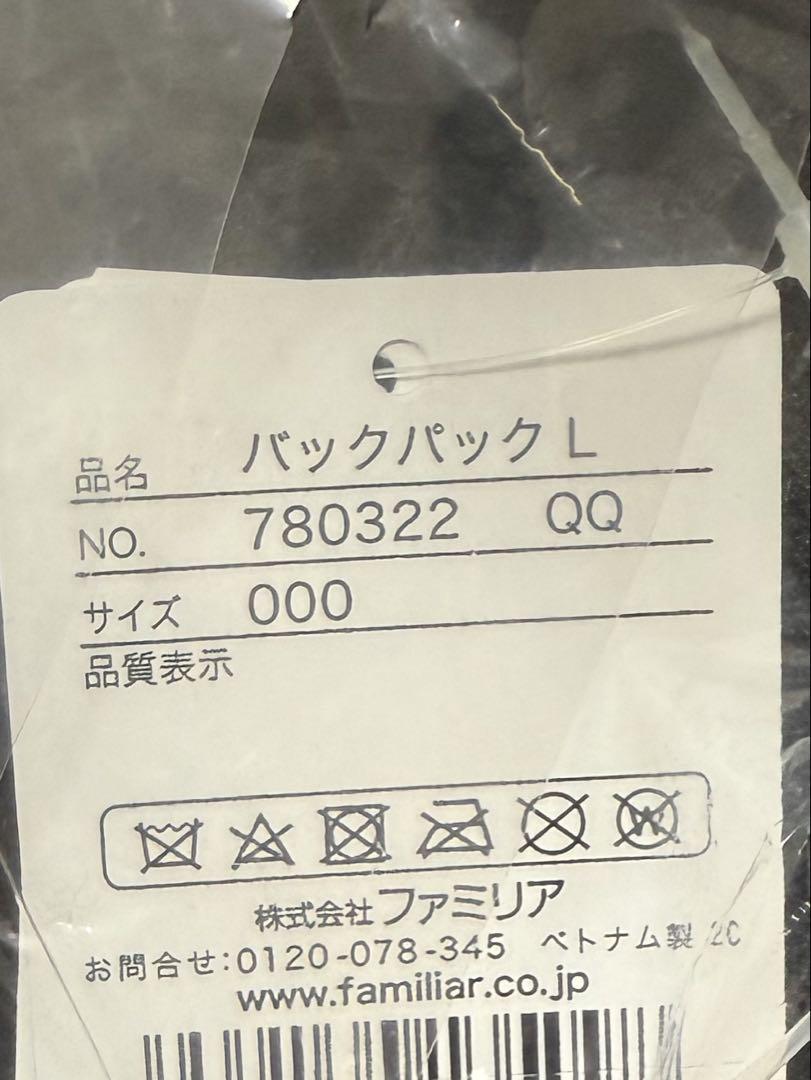 品名 バックパック L
NO. 780322 QQ
サイズ 000
品質表示
株式会社ファミリア
お問合せ:0120-078-345 ベトナム製 2C
www.familiar.co.jp